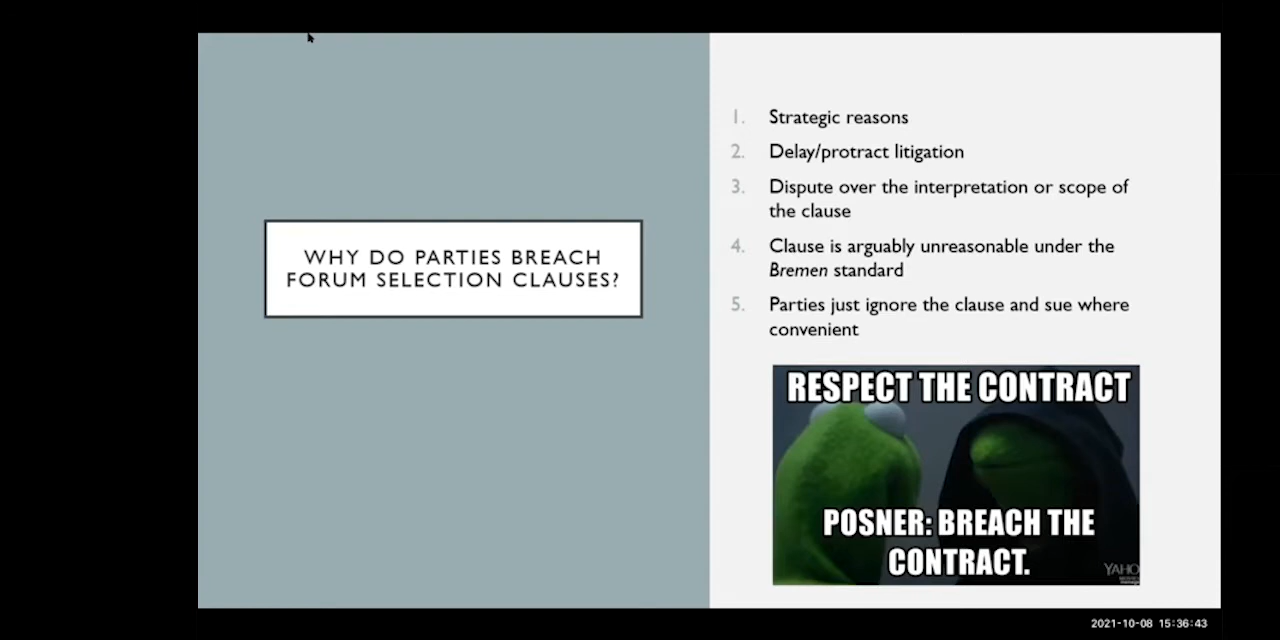 WHY DO PARTIES BREACH
FORUM SELECTION CLAUSES?
1. Strategic reasons
2. Delay/protract litigation
3. Dispute over the interpretation or scope of
the clause
4. Clause is arguably unreasonable under the
Bremen standard
5. Parties just ignore the clause and sue where
convenient
RESPECT THE CONTRACT
POSNER: BREACH THE
CONTRACT.
2021-10-08 15:36:43